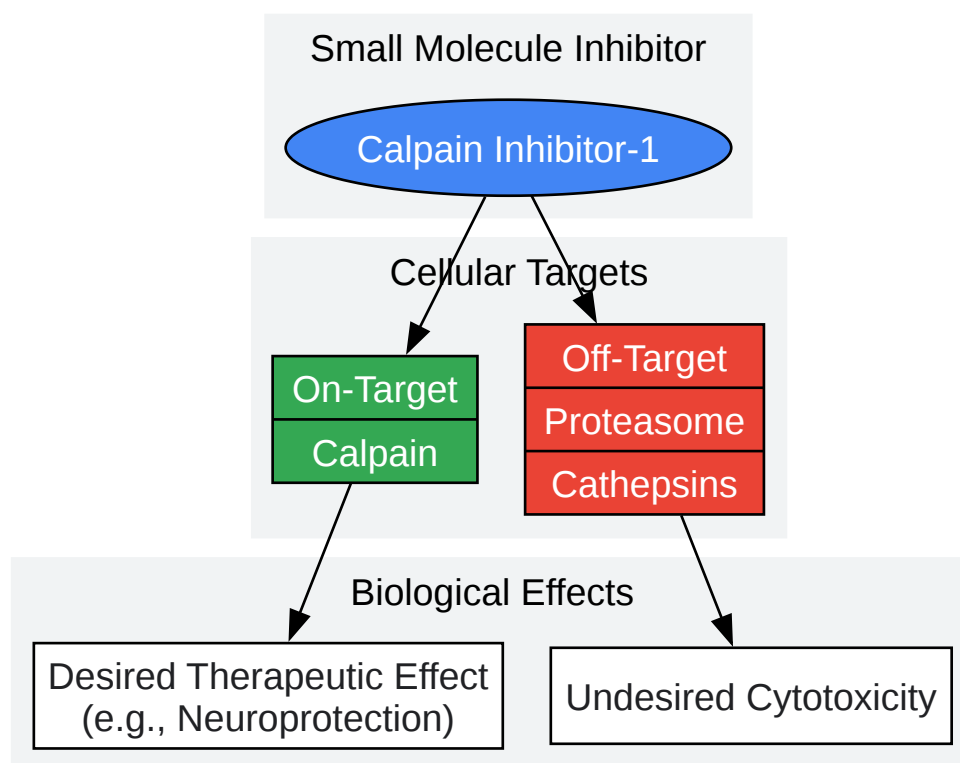 Small Molecule Inhibitor
Calpain Inhibitor-1
Cellular Targets
On-Target
Calpain
Off-Target
Proteasome
Cathepsins
Biological Effects
Desired Therapeutic Effect
(e.g., Neuroprotection)
Undesired Cytotoxicity